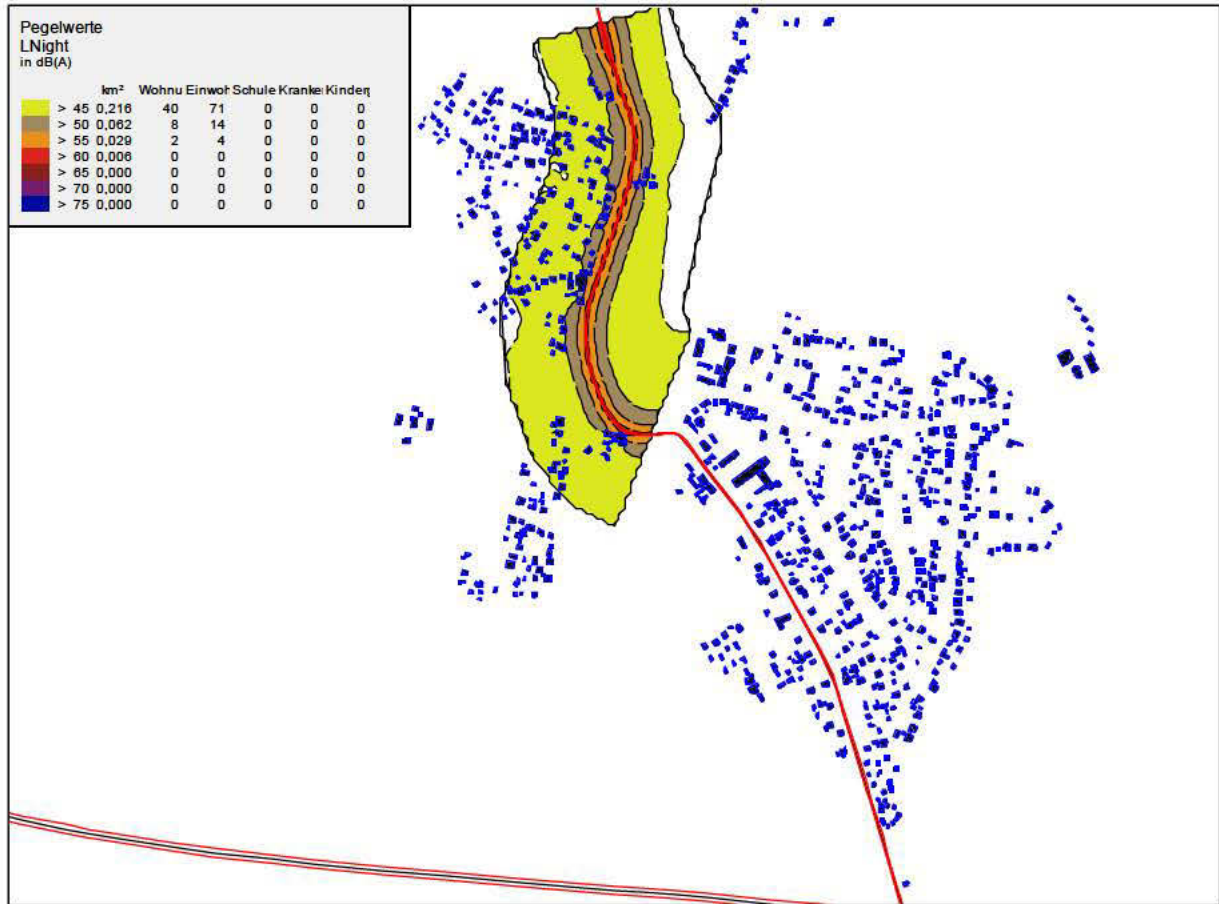 Pegelwerte
LNight
in dB(A)
km² Wohnu Einwoh Schule Kranke Kinderg
> 45 0,216 40 71 0 0 0
> 50 0,062 8 14 0 0 0
> 55 0,029 2 4 0 0 0
> 60 0,006 0 0 0 0 0
> 65 0,000 0 0 0 0 0
> 70 0,000 0 0 0 0 0
> 75 0,000 0 0 0 0 0